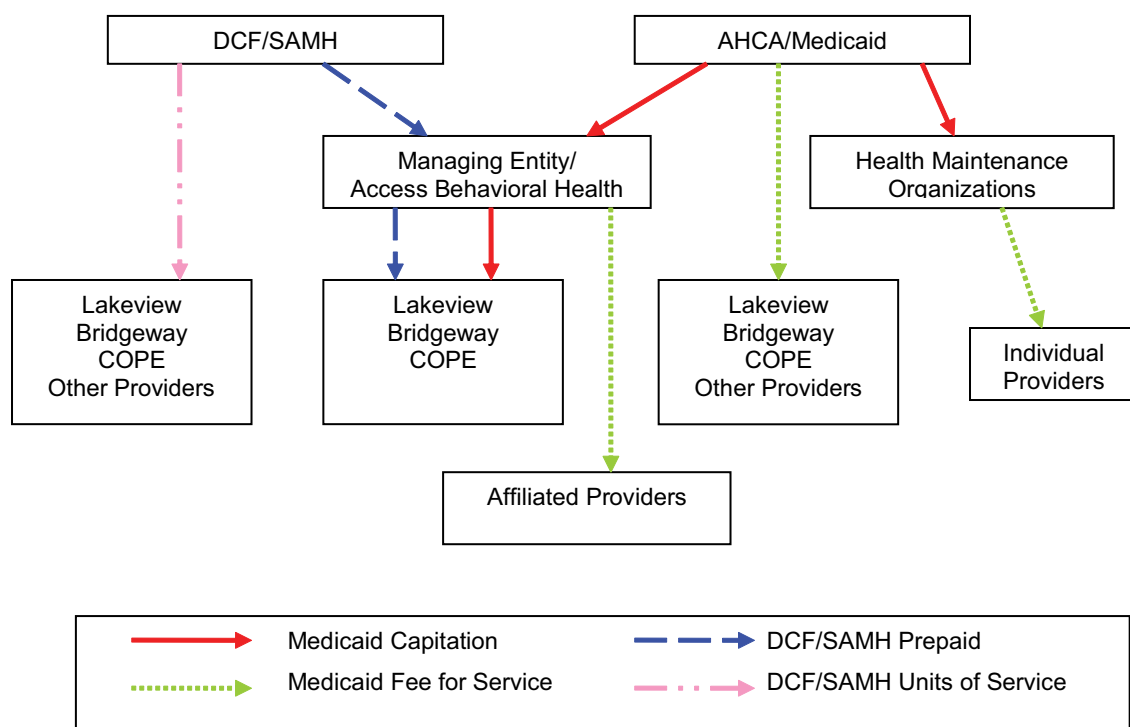 DCF/SAMH
AHCA/Medicaid
Managing Entity/
Access Behavioral Health
Health Maintenance
Organizations
Lakeview
Bridgeway
COPE
Other Providers
Lakeview
Bridgeway
COPE
Lakeview
Bridgeway
COPE
Other Providers
Individual
Providers
Affiliated Providers
Medicaid Capitation
DCF/SAMH Prepaid
Medicaid Fee for Service
DCF/SAMH Units of Service